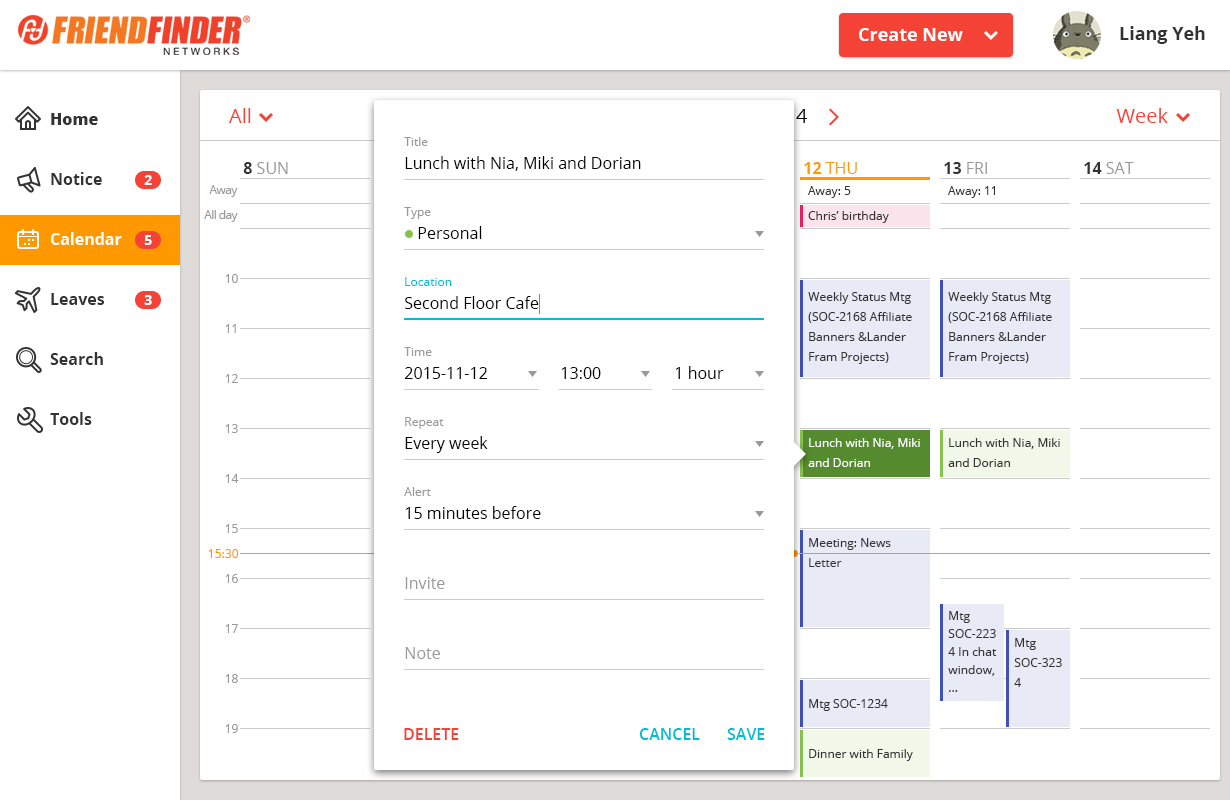 FRIENDFINDER®
NETWORKS
Create New
Liang Yeh
Home
Notice 2
Calendar 5
Leaves 3
Search
Tools
All
4
Week
8 SUN
12 THU
13 FRI
14 SAT
Away
Away: 5
Away: 11
All day
Chris’ birthday
10
11
12
13
14
15
15:30
16
17
18
19
Title
Lunch with Nia, Miki and Dorian
Type
Personal
Location
Second Floor Cafe
Time
2015-11-12 13:00 1 hour
Repeat
Every week
Alert
15 minutes before
Invite
Note
DELETE CANCEL SAVE
Weekly Status Mtg
(SOC-2168 Affiliate
Banners &Lander
Fram Projects)
Lunch with Nia, Miki
and Dorian
Meeting: News
Letter
Mtg SOC-1234
Dinner with Family
Weekly Status Mtg
(SOC-2168 Affiliate
Banners &Lander
Fram Projects)
Lunch with Nia, Miki
and Dorian
Mtg
SOC-223
4 In chat
window,
...
Mtg
SOC-323
4